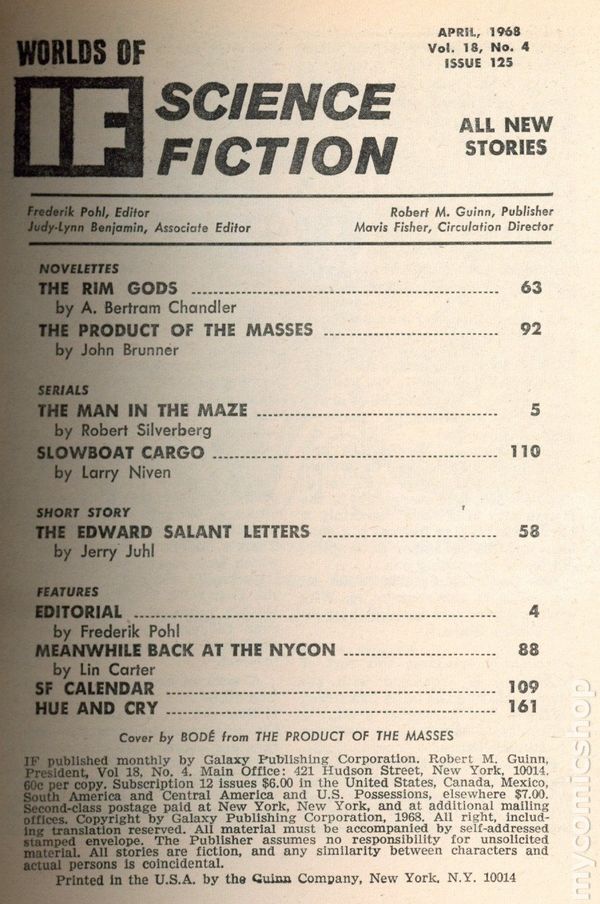 APRIL, 1968
Vol. 18, No. 4
ISSUE 125
WORLDS OF
IF SCIENCE
FICTION
ALL NEW
STORIES
Frederik Pohl, Editor
Robert M. Guinn, Publisher
Judy-Lynn Benjamin, Associate Editor
Mavis Fisher, Circulation Director
NOVELETTES
THE RIM GODS 63
by A. Bertram Chandler
THE PRODUCT OF THE MASSES 92
by John Brunner
SERIALS
THE MAN IN THE MAZE 5
by Robert Silverberg
SLOWBOAT CARGO 110
by Larry Niven
SHORT STORY
THE EDWARD SALANT LETTERS 58
by Jerry Juhl
FEATURES
EDITORIAL 4
by Frederik Pohl
MEANWHILE BACK AT THE NYCON 88
by Lin Carter
SF CALENDAR 109
HUE AND CRY 161
Cover by BODÉ from THE PRODUCT OF THE MASSES
IF published monthly by Galaxy Publishing Corporation. Robert M. Guinn,
President, Vol 18, No. 4. Main Office: 421 Hudson Street, New York, 10014.
60c per copy. Subscription 12 issues $6.00 in the United States, Canada, Mexico,
South America and Central America and U.S. Possessions, elsewhere $7.00.
Second-class postage paid at New York, New York, and at additional mailing
offices. Copyright by Galaxy Publishing Corporation, 1968. All right, includ-
ing translation reserved. All material must be accompanied by self-addressed
stamped envelope. The Publisher assumes no responsibility for unsolicited
material. All stories are fiction, and any similarity between characters and
actual persons is coincidental.
Printed in the U.S.A. by the Guinn Company, New York. N.Y. 10014
mycomicshop